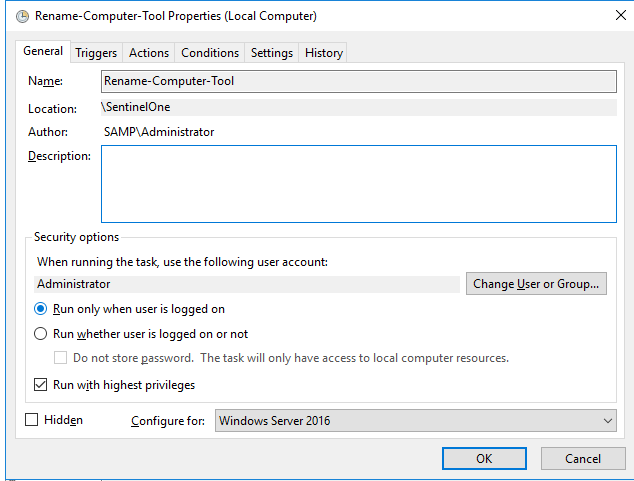 Rename-Computer-Tool Properties (Local Computer)
General Triggers Actions Conditions Settings History
Name: Rename-Computer-Tool
Location: \SentinelOne
Author: SAMP\Administrator
Description:
Security options
When running the task, use the following user account:
Administrator Change User or Group...
Run only when user is logged on
Run whether user is logged on or not
Do not store password. The task will only have access to local computer resources.
Run with highest privileges
Hidden Configure for: Windows Server 2016
OK Cancel